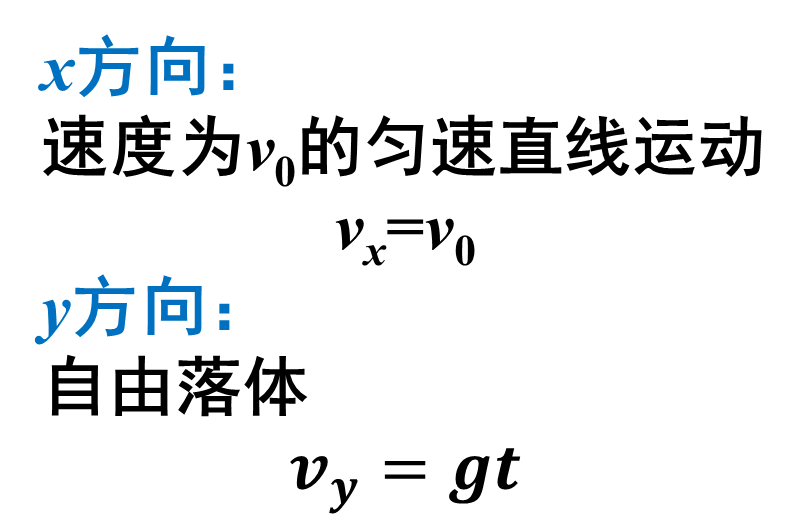 x方向：
速度为v₀的匀速直线运动
vₓ=v₀
y方向：
自由落体
v_y = gt